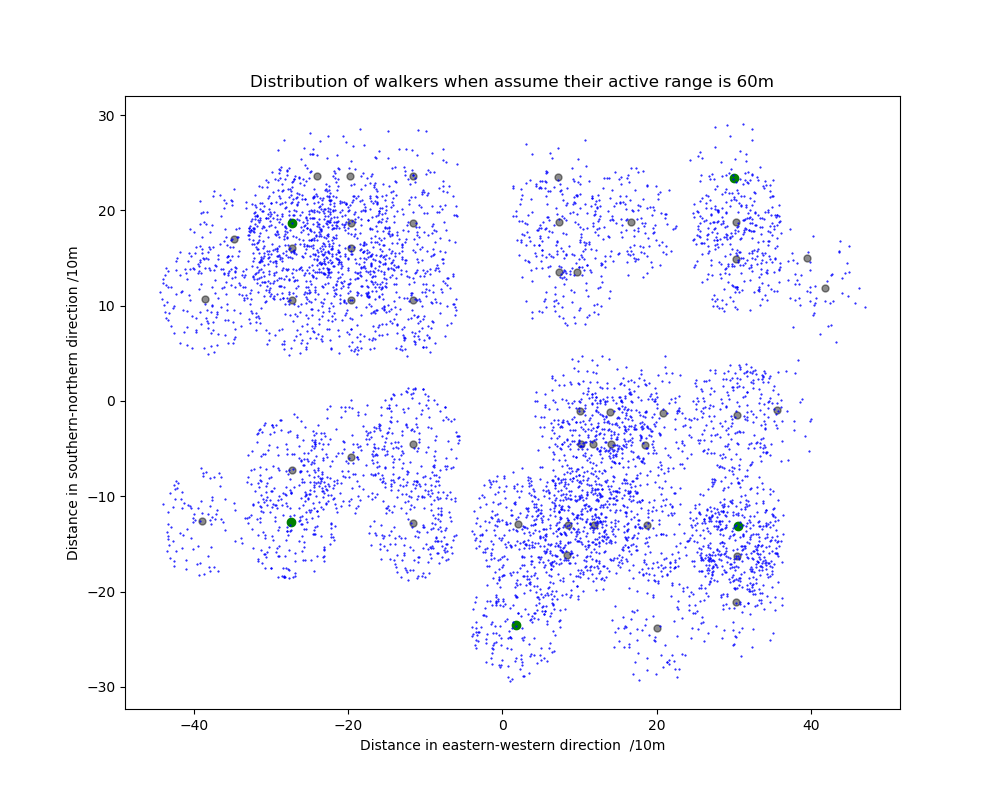 Distribution of walkers when assume their active range is 60m
30
20
10
0
−10
−20
−30
Distance in southern-northern direction /10m
−40 −20 0 20 40
Distance in eastern-western direction /10m